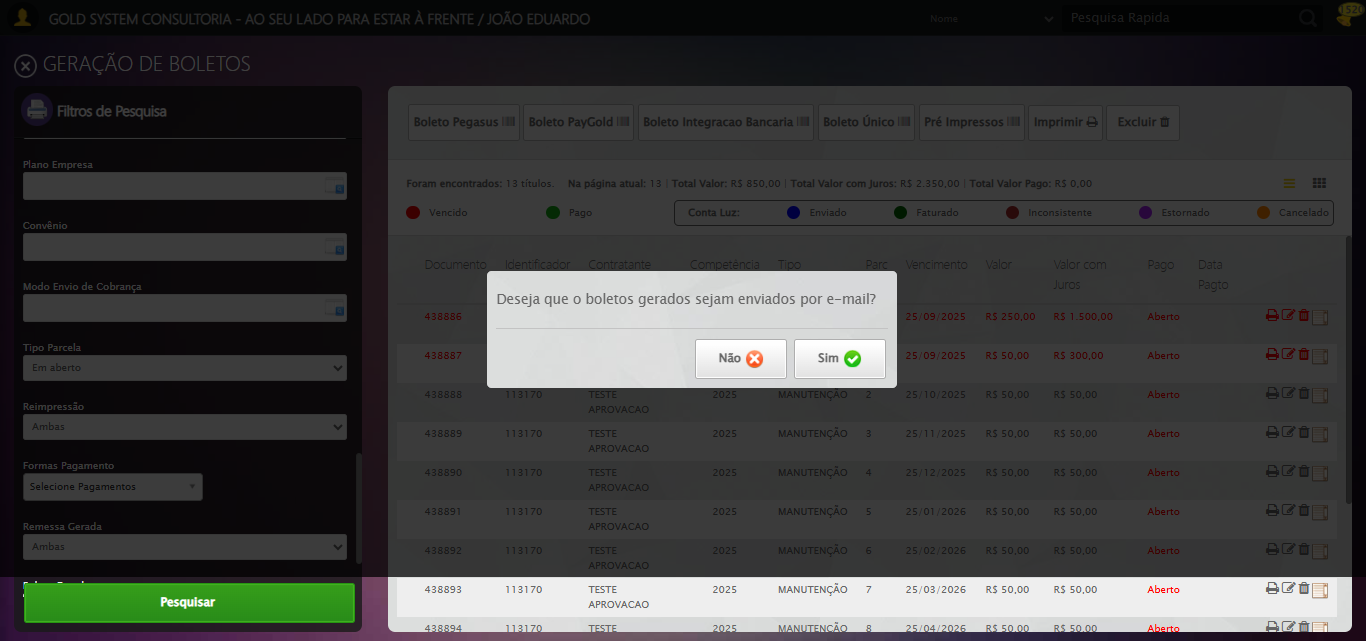 GOLD SYSTEM CONSULTORIA - AO SEU LADO PARA ESTAR À FRENTE / JOÃO EDUARDO
Nome
Pesquisa Rapida
GERAÇÃO DE BOLETOS
Filtros de Pesquisa
Plano Empresa
Convênio
Modo Envio de Cobrança
Tipo Parcela
Em aberto
Reimpressão
Ambas
Formas Pagamento
Selecione Pagamentos
Remessa Gerada
Ambas
Pesquisar
Boleto Pegasus
Boleto PayGold
Boleto Integracao Bancaria
Boleto Único
Pré Impressos
Imprimir
Excluir
Foram encontrados: 13 títulos. Na página atual: 13 | Total Valor: R$ 850,00 | Total Valor com Juros: R$ 2.350,00 | Total Valor Pago: R$ 0,00
Vencido Pago Conta Luz: Enviado Faturado Inconsistente Estornado Cancelado
Documento Identificador Contratante Competência Tipo Parc Vencimento Valor Valor com Pago Data
Juros Pagto
438886 25/09/2025 R$ 250,00 R$ 1.500,00 Aberto
Deseja que o boletos gerados sejam enviados por e-mail?
438887 25/09/2025 R$ 300,00 Aberto
Não Sim
438888 113170 TESTE 2025 MANUTENÇÃO 2 25/10/2025 R$ 50,00 R$ 50,00 Aberto
APROVACAO
438889 113170 TESTE 2025 MANUTENÇÃO 3 25/11/2025 R$ 50,00 R$ 50,00 Aberto
APROVACAO
438890 113170 TESTE 2025 MANUTENÇÃO 4 25/12/2025 R$ 50,00 R$ 50,00 Aberto
APROVACAO
438891 113170 TESTE 2025 MANUTENÇÃO 5 25/01/2026 R$ 50,00 R$ 50,00 Aberto
APROVACAO
438892 113170 TESTE 2025 MANUTENÇÃO 6 25/02/2026 R$ 50,00 R$ 50,00 Aberto
APROVACAO
438893 113170 TESTE 2025 MANUTENÇÃO 7 25/03/2026 R$ 50,00 R$ 50,00 Aberto
APROVACAO
438894 113170 TESTE 2025 MANUTENÇÃO 8 25/04/2026 R$ 50,00 R$ 50,00 Aberto